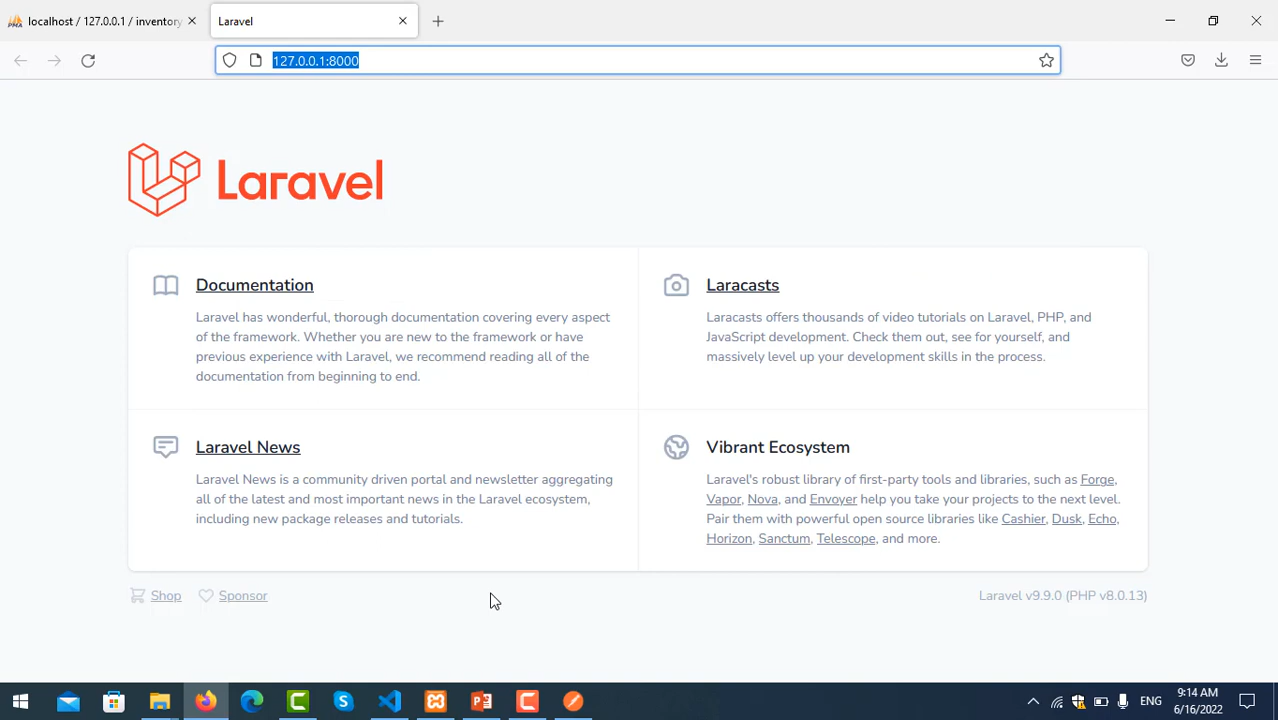 localhost / 127.0.0.1 / inventory
Laravel
127.0.0.1:8000
Laravel
Documentation
Laravel has wonderful, thorough documentation covering every aspect
of the framework. Whether you are new to the framework or have
previous experience with Laravel, we recommend reading all of the
documentation from beginning to end.
Laracasts
Laracasts offers thousands of video tutorials on Laravel, PHP, and
JavaScript development. Check them out, see for yourself, and
massively level up your development skills in the process.
Laravel News
Laravel News is a community driven portal and newsletter aggregating
all of the latest and most important news in the Laravel ecosystem,
including new package releases and tutorials.
Vibrant Ecosystem
Laravel's robust library of first-party tools and libraries, such as Forge,
Vapor, Nova, and Envoyer help you take your projects to the next level.
Pair them with powerful open source libraries like Cashier, Dusk, Echo,
Horizon, Sanctum, Telescope, and more.
Shop
Sponsor
Laravel v9.9.0 (PHP v8.0.13)
ENG
9:14 AM
6/16/2022